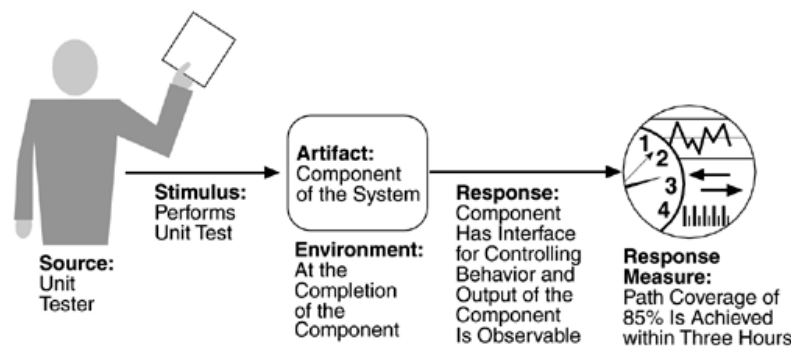 Source:
Unit
Tester
Stimulus:
Performs
Unit Test
Artifact:
Component
of the System
Environment:
At the
Completion
of the
Component
Response:
Component
Has Interface
for Controlling
Behavior and
Output of the
Component
Is Observable
1
2
3
4
Response
Measure:
Path Coverage of
85% Is Achieved
within Three Hours